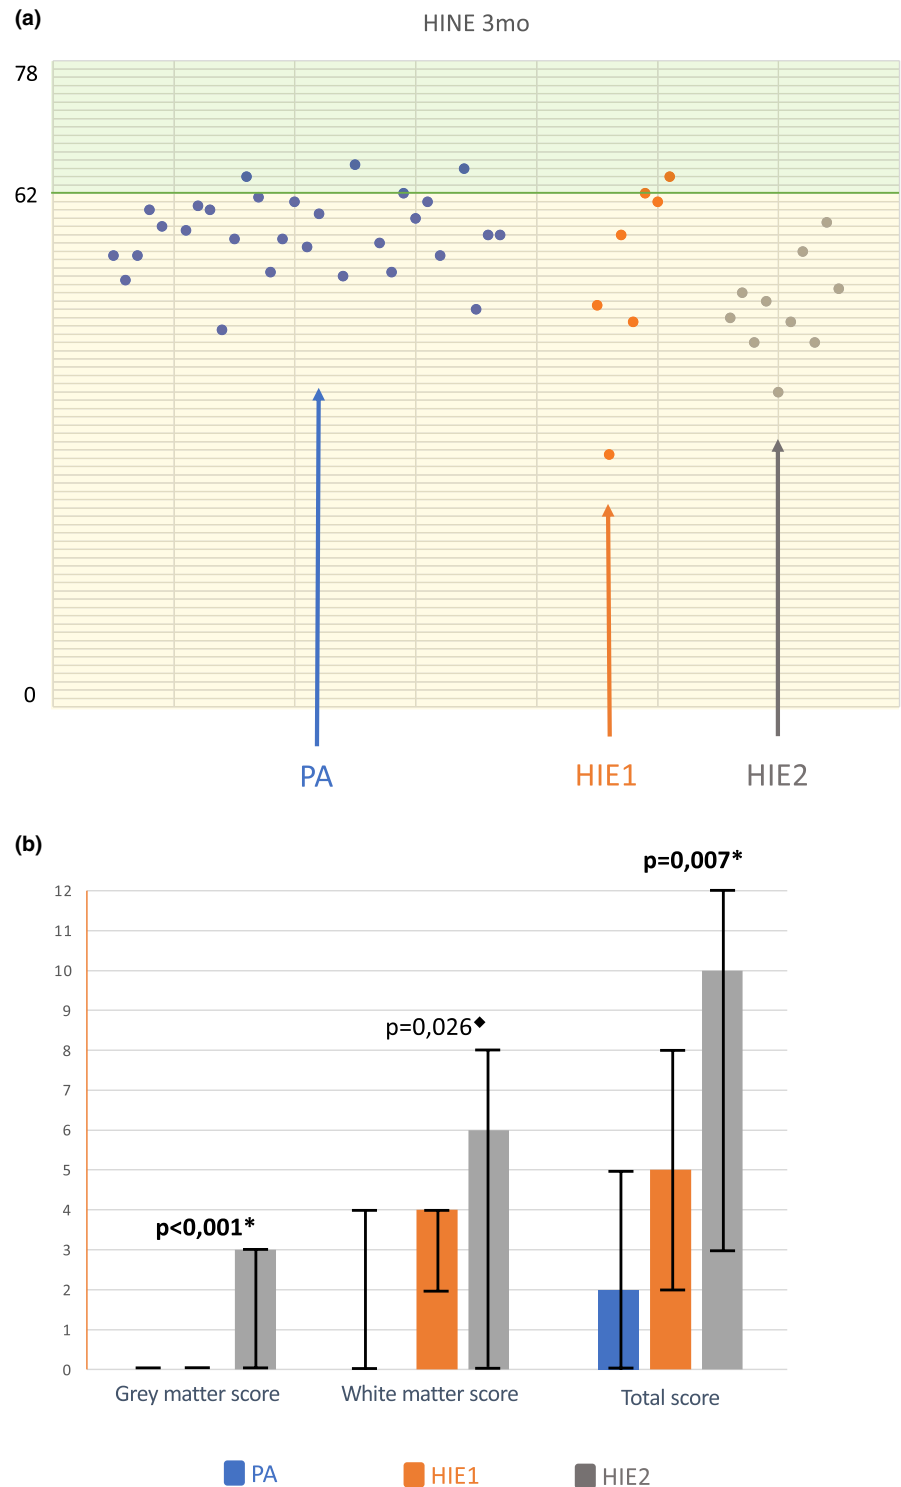 (a)
HINE 3mo
78
62
0
PA
HIE1
HIE2
(b)
p=0,007*
12
11
10
9
8
7
6
5
4
3
2
1
0
p=0,026◆
p<0,001*
Grey matter score
White matter score
Total score
PA
HIE1
HIE2